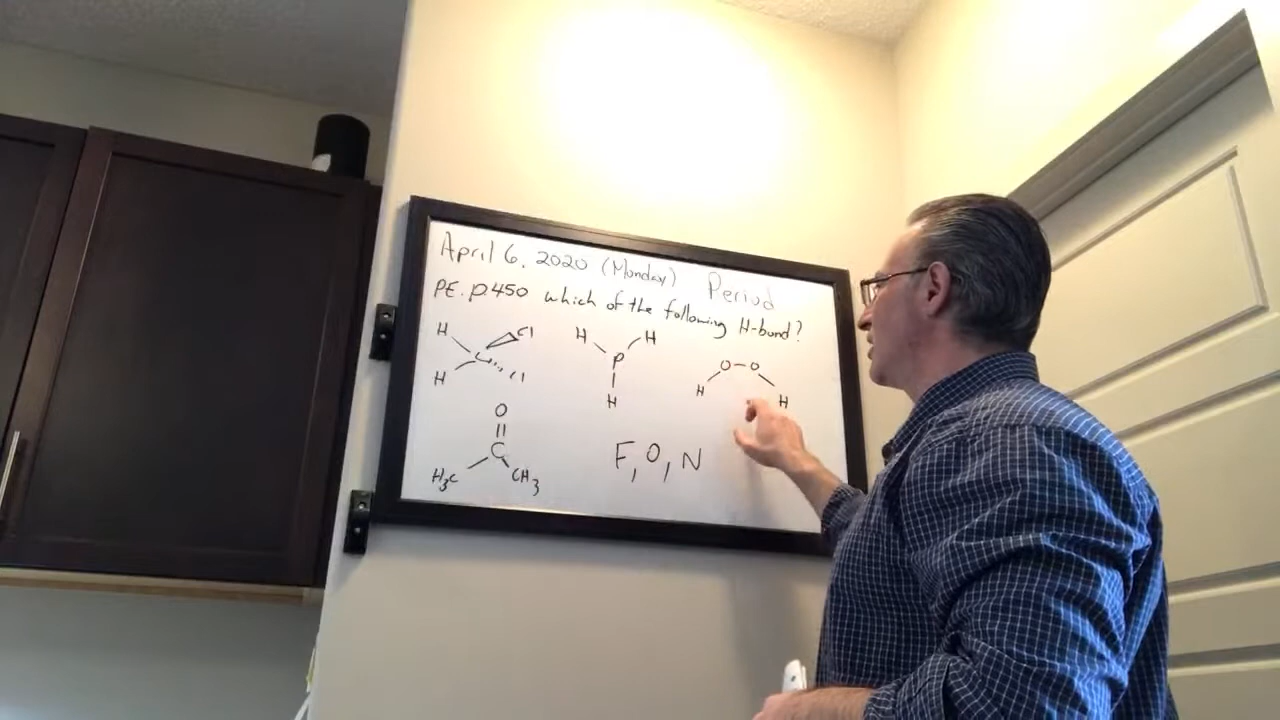 April 6, 2020 (Monday) Period
PE. p.450 which of the following H-bond?
H Cl H H
C P O-O
H Cl H H H
O
C F, O, N
H3C CH3